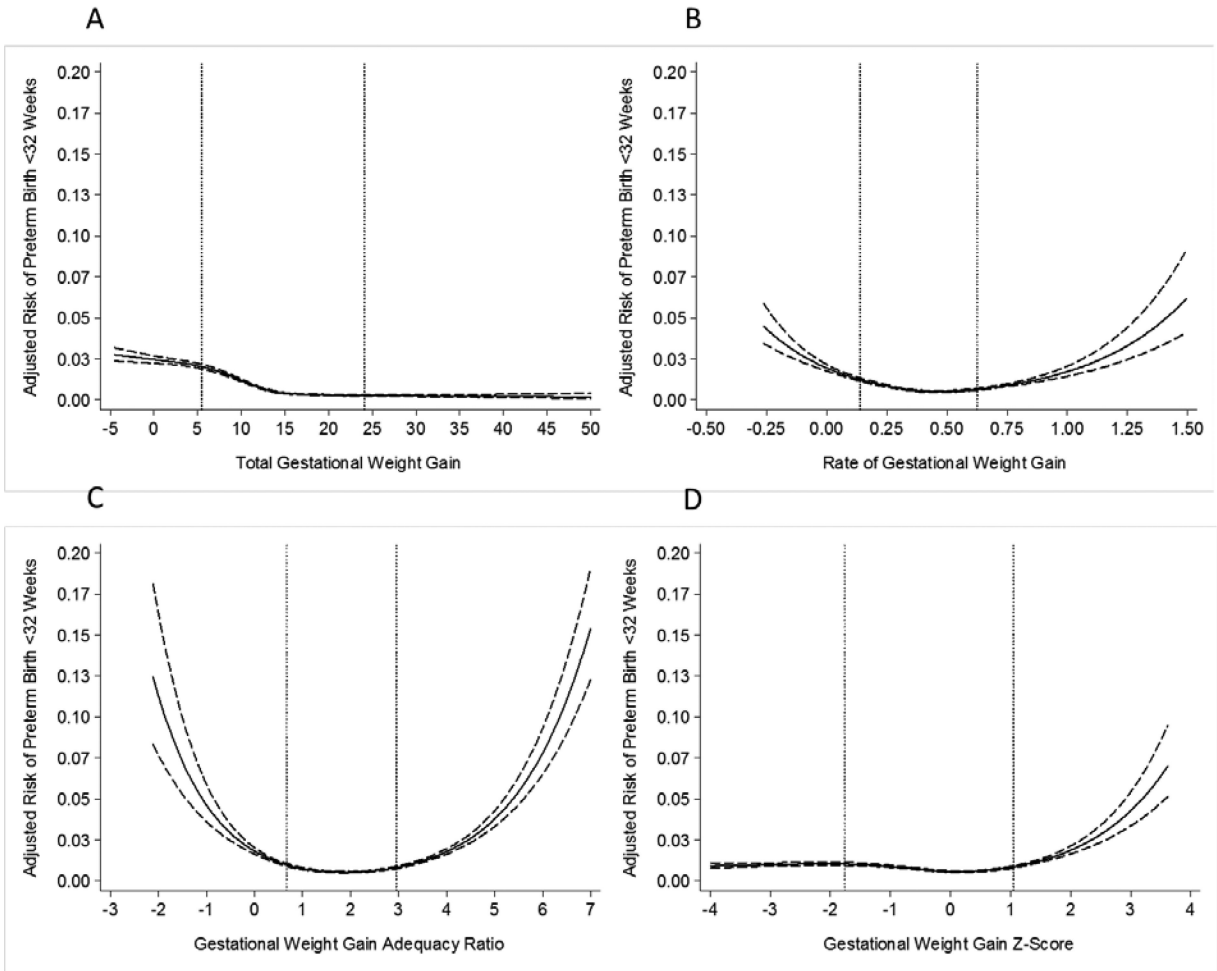 A
Adjusted Risk of Preterm Birth <32 Weeks
0.20
0.17
0.15
0.13
0.10
0.07
0.05
0.03
0.00
-5 0 5 10 15 20 25 30 35 40 45 50
Total Gestational Weight Gain
B
Adjusted Risk of Preterm Birth <32 Weeks
0.20
0.17
0.15
0.13
0.10
0.07
0.05
0.03
0.00
-0.50 -0.25 0.00 0.25 0.50 0.75 1.00 1.25 1.50
Rate of Gestational Weight Gain
C
Adjusted Risk of Preterm Birth <32 Weeks
0.20
0.17
0.15
0.13
0.10
0.07
0.05
0.03
0.00
-3 -2 -1 0 1 2 3 4 5 6 7
Gestational Weight Gain Adequacy Ratio
D
Adjusted Risk of Preterm Birth <32 Weeks
0.20
0.17
0.15
0.13
0.10
0.07
0.05
0.03
0.00
-4 -3 -2 -1 0 1 2 3 4
Gestational Weight Gain Z-Score